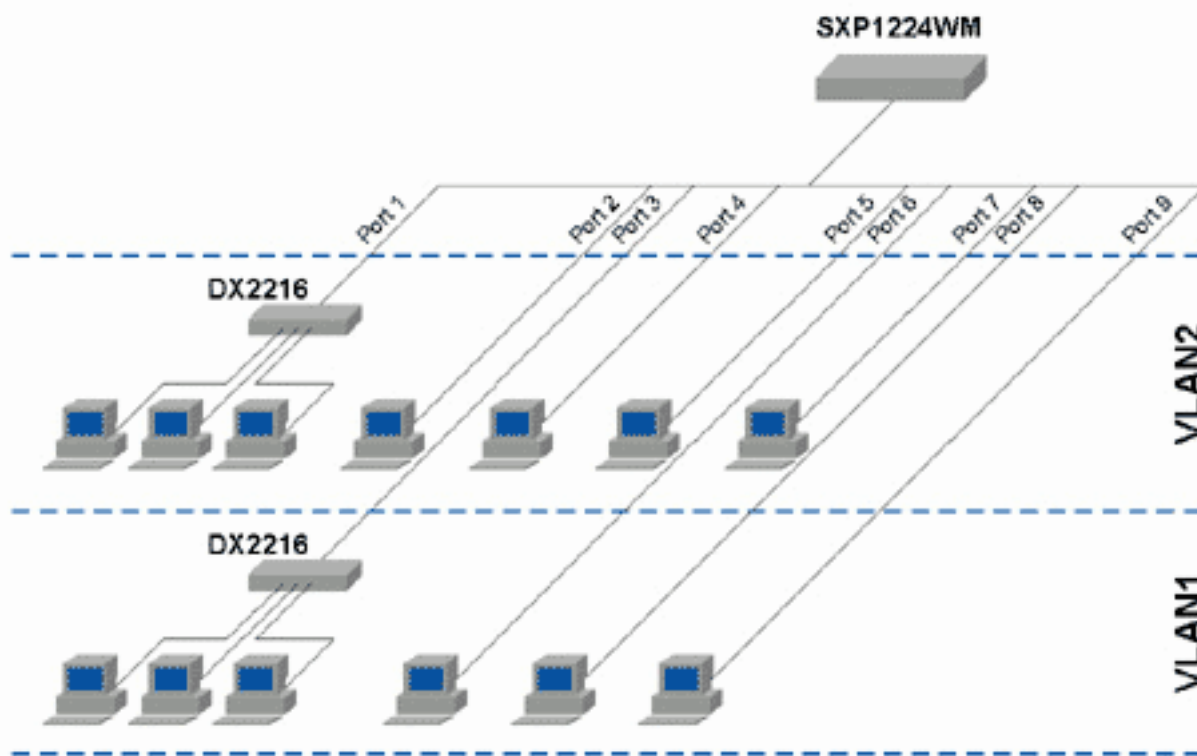 SXP1224WM
Port 1
Port 2
Port 3
Port 4
Port 5
Port 6
Port 7
Port 8
Port 9
DX2216
VLAN2
DX2216
VLAN1